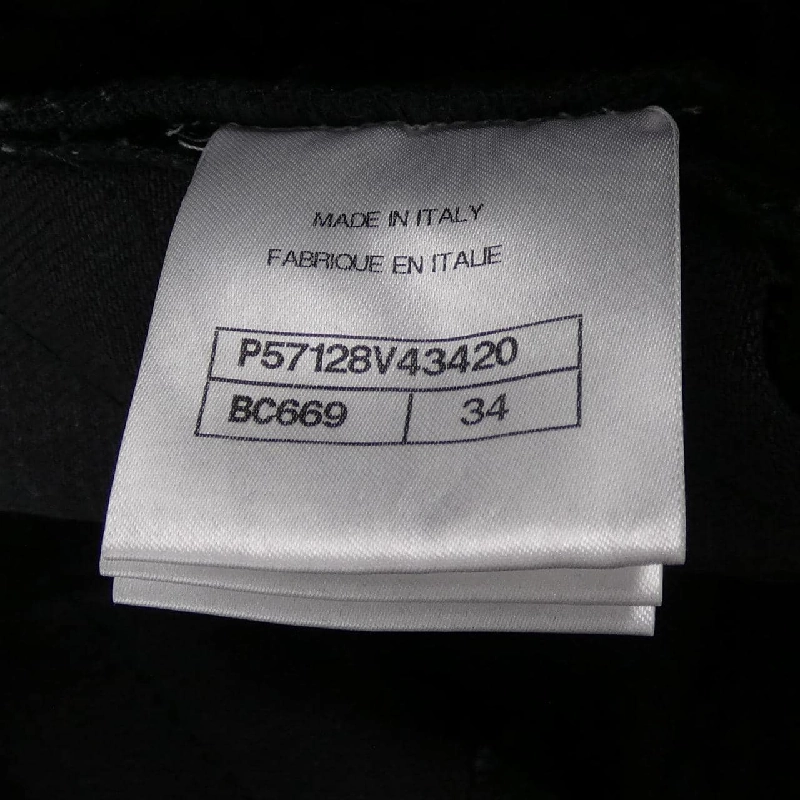 MADE IN ITALY
FABRIQUE EN ITALIE
P57128V43420
BC669 34